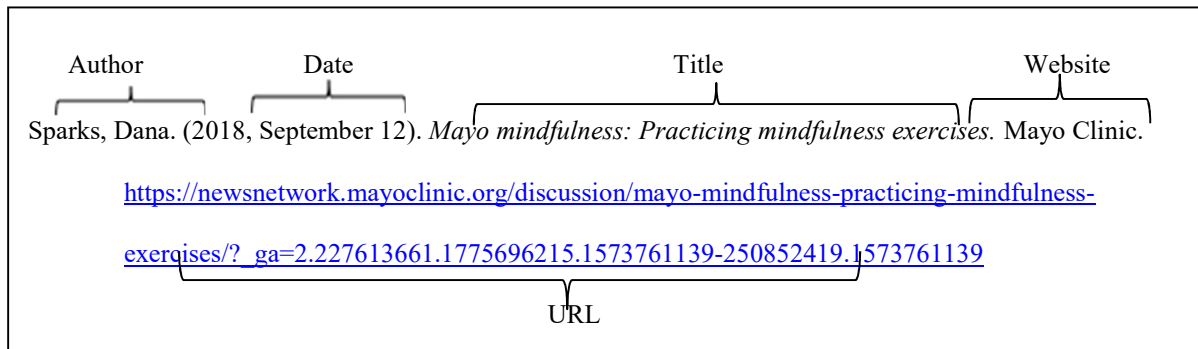 Author Date Title Website
Sparks, Dana. (2018, September 12). Mayo mindfulness: Practicing mindfulness exercises. Mayo Clinic.
https://newsnetwork.mayoclinic.org/discussion/mayo-mindfulness-practicing-mindfulness-
exercises/?_ga=2.227613661.1775696215.1573761139-250852419.1573761139
URL